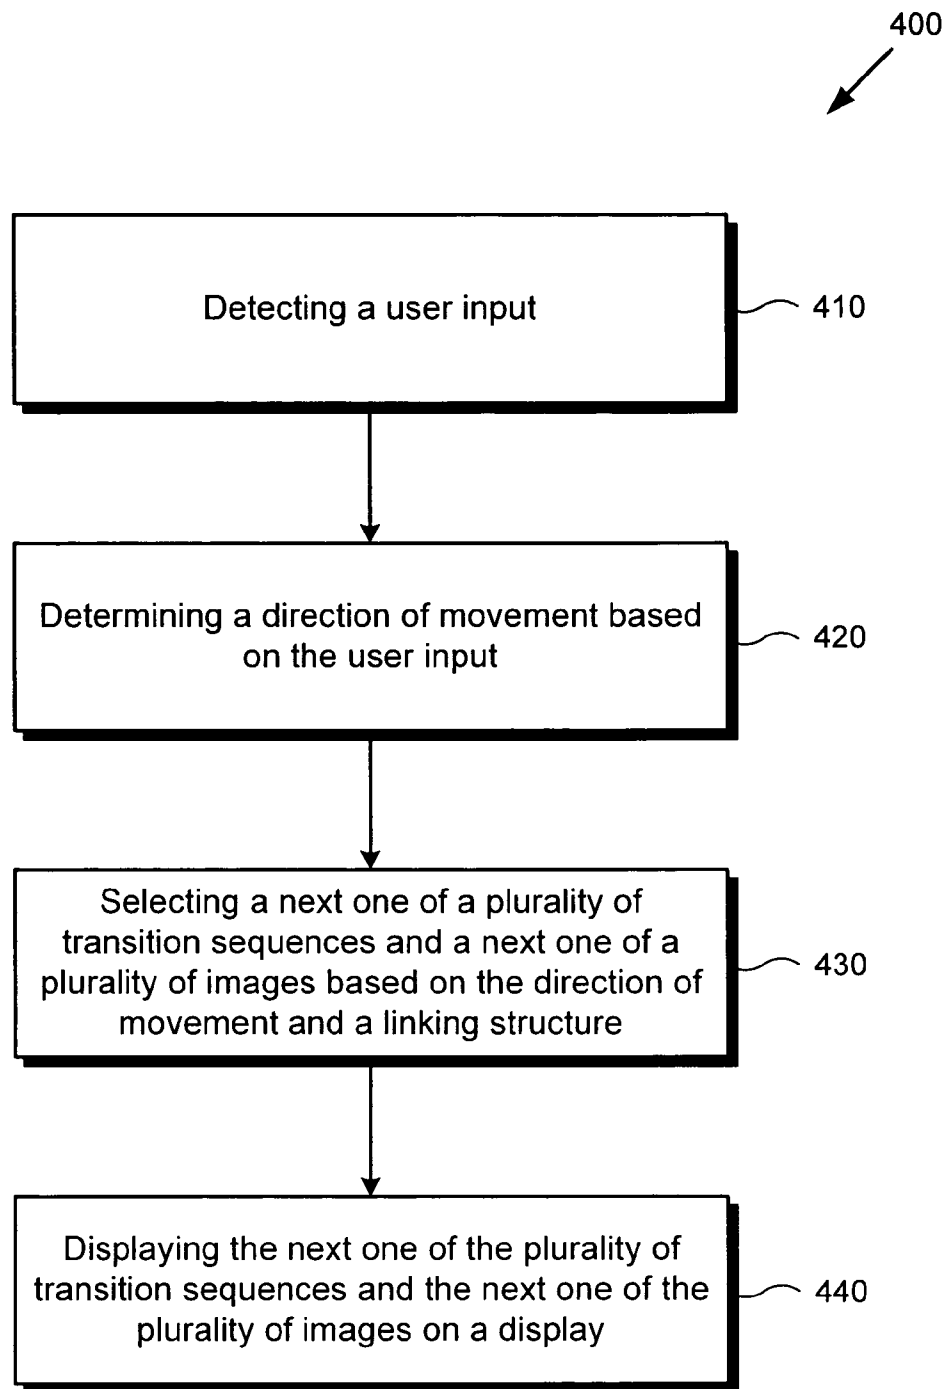 400
Detecting a user input
410
Determining a direction of movement based
on the user input
420
Selecting a next one of a plurality of
transition sequences and a next one of a
plurality of images based on the direction of
movement and a linking structure
430
Displaying the next one of the plurality of
transition sequences and the next one of the
plurality of images on a display
440